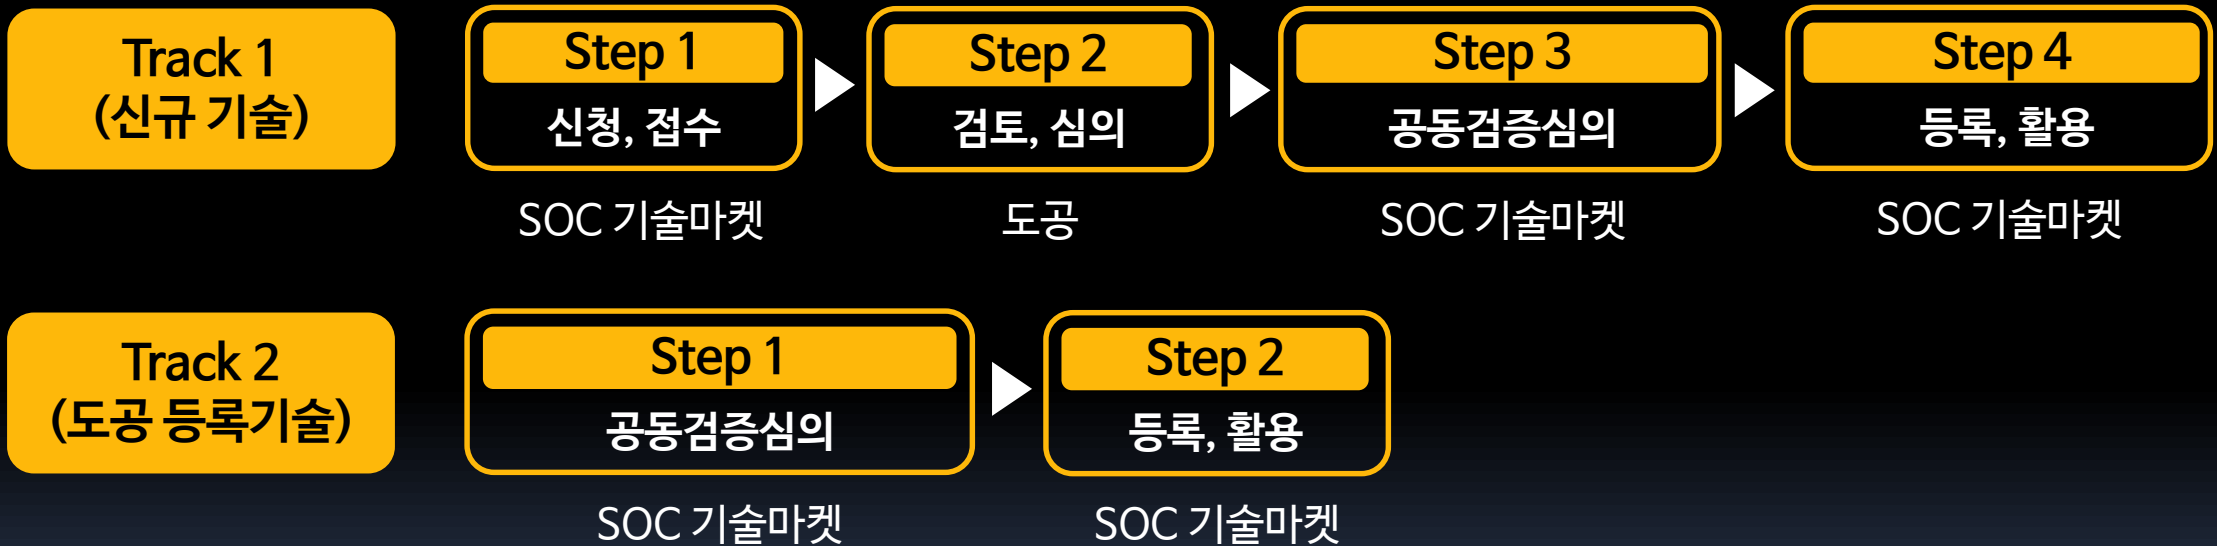 Track 1
(신규 기술)
Step 1
신청, 접수
SOC 기술마켓
Step 2
검토, 심의
도공
Step 3
공동검증심의
SOC 기술마켓
Step 4
등록, 활용
SOC 기술마켓
Track 2
(도공 등록기술)
Step 1
공동검증심의
SOC 기술마켓
Step 2
등록, 활용
SOC 기술마켓